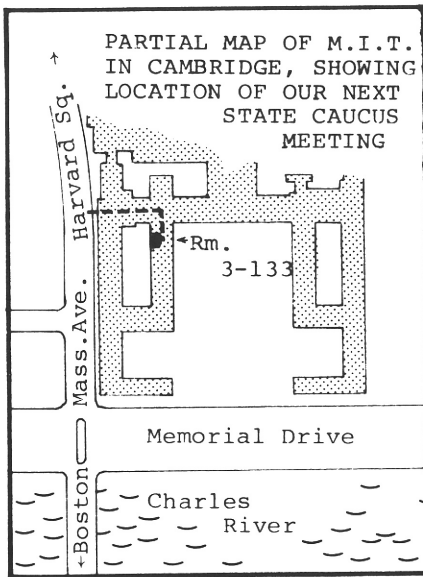 PARTIAL MAP OF M.I.T.
IN CAMBRIDGE, SHOWING
LOCATION OF OUR NEXT
STATE CAUCUS
MEETING
Harvard Sq.
Mass.Ave.
Boston
Rm.
3-133
Memorial Drive
Charles
River